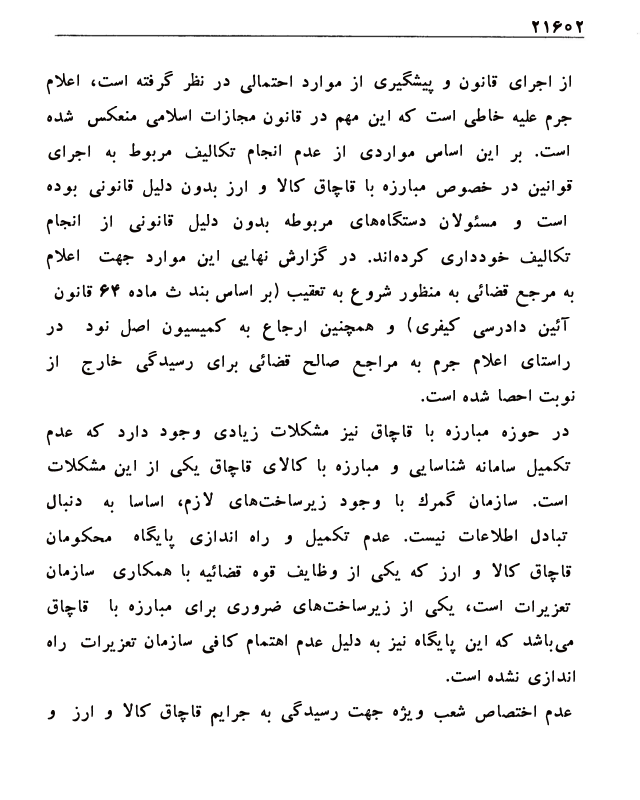 ۲۱۶۰۲
از اجرای قانون و پیشگیری از موارد احتمالی در نظر گرفته است، اعلام
جرم علیه خاطی است که این مهم در قانون مجازات اسلامی منعکس شده
است. بر این اساس مواردی از عدم انجام تکالیف مربوط به اجرای
قوانین در خصوص مبارزه با قاچاق کالا و ارز بدون دلیل قانونی بوده
است و مسئولان دستگاه‌های مربوطه بدون دلیل قانونی از انجام
تکالیف خودداری کرده‌اند. در گزارش نهایی این موارد جهت اعلام
به مرجع قضائی به منظور شروع به تعقیب (بر اساس بند ث ماده ۶۴ قانون
آئین دادرسی کیفری) و همچنین ارجاع به کمیسیون اصل نود در
راستای اعلام جرم به مراجع صالح قضائی برای رسیدگی خارج از
نوبت احصا شده است.
در حوزه مبارزه با قاچاق نیز مشکلات زیادی وجود دارد که عدم
تکمیل سامانه شناسایی و مبارزه با کالای قاچاق یکی از این مشکلات
است. سازمان گمرك با وجود زیرساخت‌های لازم، اساسا به دنبال
تبادل اطلاعات نیست. عدم تکمیل و راه اندازی پایگاه محکومان
قاچاق کالا و ارز که یکی از وظایف قوه قضائیه با همکاری سازمان
تعزیرات است، یکی از زیرساخت‌های ضروری برای مبارزه با قاچاق
می‌باشد که این پایگاه نیز به دلیل عدم اهتمام کافی سازمان تعزیرات راه
اندازی نشده است.
عدم اختصاص شعب ویژه جهت رسیدگی به جرایم قاچاق کالا و ارز و